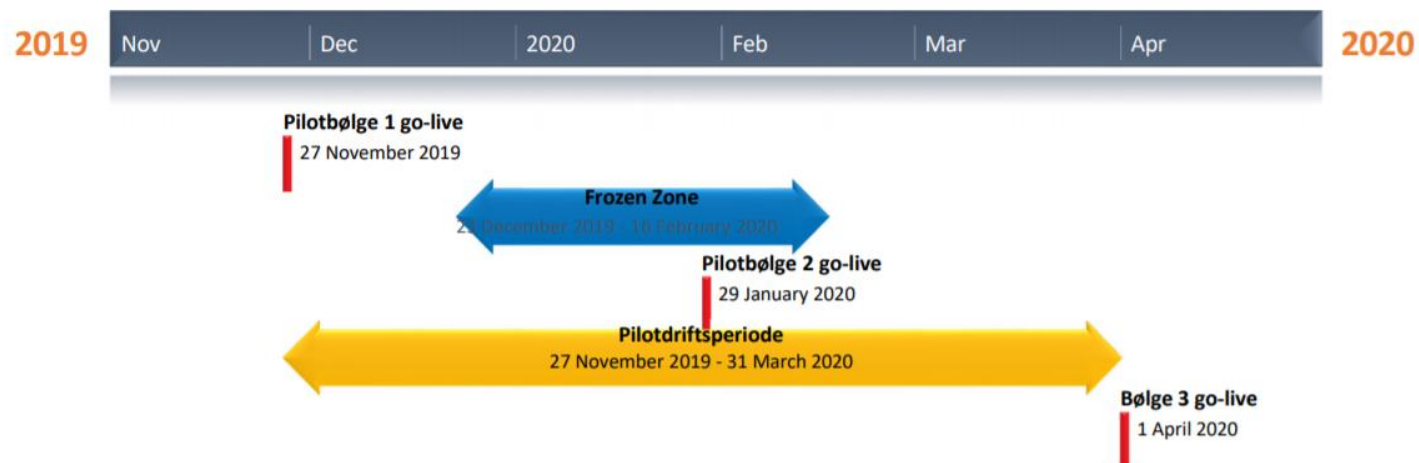 2019 Nov Dec 2020 Feb Mar Apr 2020
Pilotbølge 1 go-live
27 November 2019
Frozen Zone
December 2019 - 16 February 2020
Pilotbølge 2 go-live
29 January 2020
Pilotdriftsperiode
27 November 2019 - 31 March 2020
Bølge 3 go-live
1 April 2020